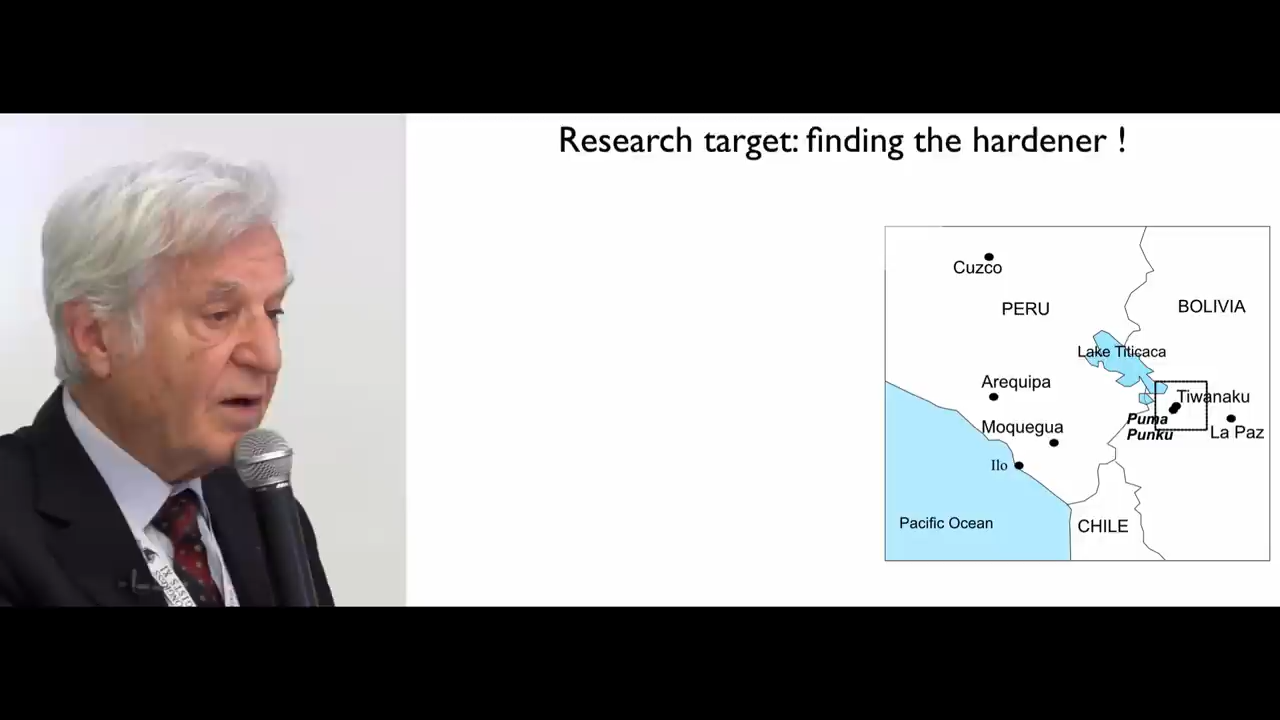 Research target: finding the hardener !
Cuzco
PERU
BOLIVIA
Lake Titicaca
Arequipa
Tiwanaku
Puma
Punku
Moquegua
La Paz
Ilo
Pacific Ocean
CHILE